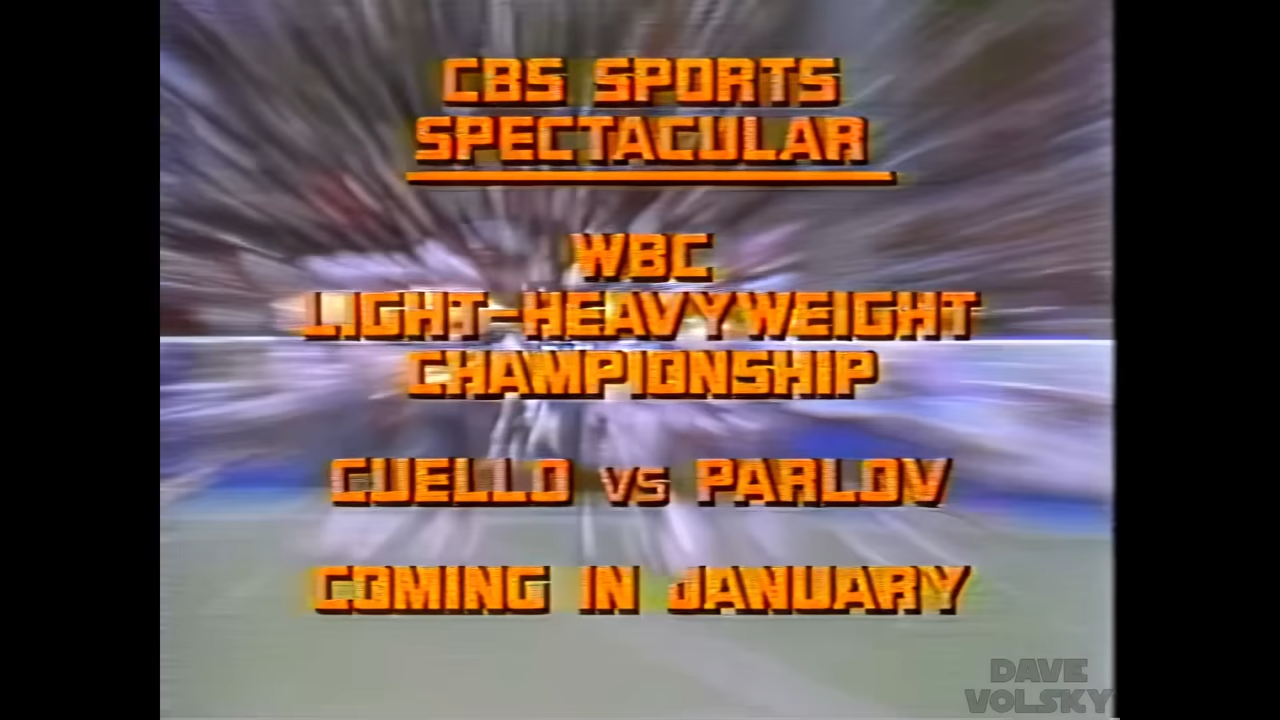 CBS SPORTS
SPECTACULAR
WBC
LIGHT-HEAVYWEIGHT
CHAMPIONSHIP
CUELLO VS PARLOV
COMING IN JANUARY
DAVE
VOLSKY